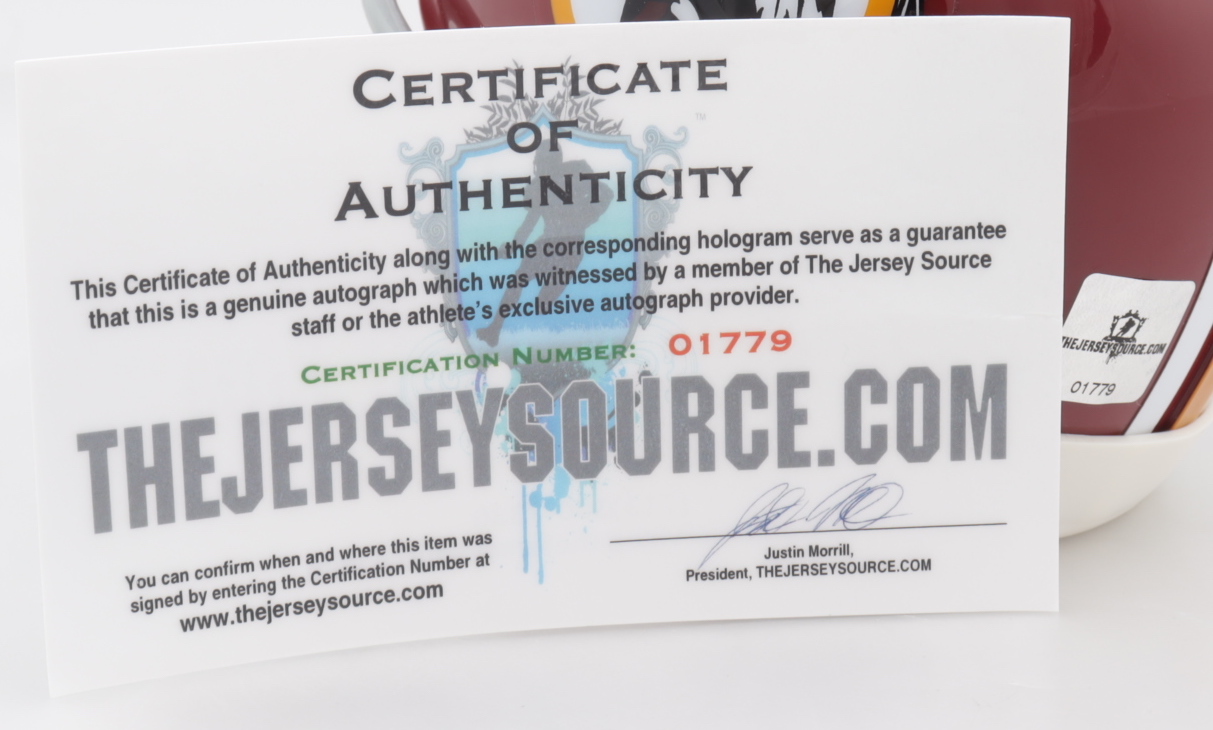 CERTIFICATE
OF
AUTHENTICITY
TM
This Certificate of Authenticity along with the corresponding hologram serve as a guarantee
that this is a genuine autograph which was witnessed by a member of The Jersey Source
staff or the athlete's exclusive autograph provider.
CERTIFICATION NUMBER: 01779
THEJERSEYSOURCE.COM
You can confirm when and where this item was
signed by entering the Certification Number at
www.thejerseysource.com
Justin Morrill,
President, THEJERSEYSOURCE.COM
THEJERSEYSOURCE.COM
01779